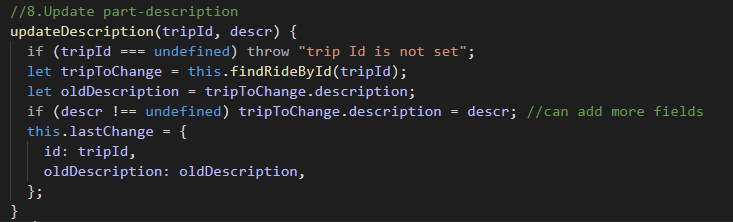 //8.Update part-description
updateDescription(tripId, descr) {
if (tripId === undefined) throw "trip Id is not set";
let tripToChange = this.findRideById(tripId);
let oldDescription = tripToChange.description;
if (descr !== undefined) tripToChange.description = descr; //can add more fields
this.lastChange = {
id: tripId,
oldDescription: oldDescription,
};
}